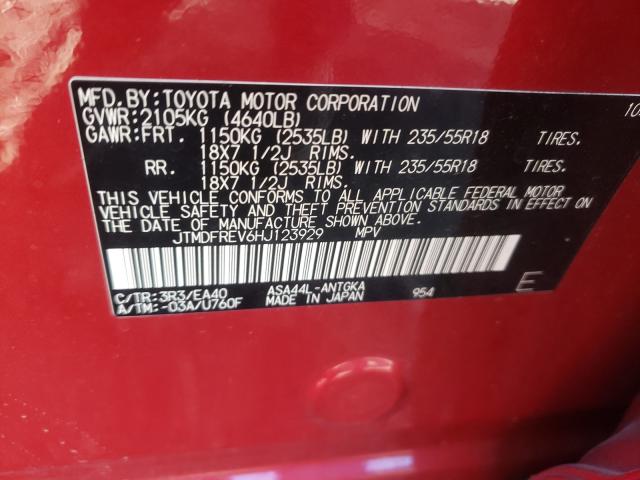 MFD. BY: TOYOTA MOTOR CORPORATION
GVWR: 2105KG (4640LB)
GAWR: FRT. 1150KG (2535LB) WITH 235/55R18 TIRES.
18X7 1/2J RIMS.
RR. 1150KG (2535LB) WITH 235/55R18 TIRES.
18X7 1/2J RIMS.
THIS VEHICLE CONFORMS TO ALL APPLICABLE FEDERAL MOTOR
VEHICLE SAFETY AND THEFT PREVENTION STANDARDS IN EFFECT ON
THE DATE OF MANUFACTURE SHOWN ABOVE.
JTMDFREV6HJ123929 MPV
C/TR: 3R3/EA40 ASA44L-ANTGKA 954 E
A/TM: -03A/U760F MADE IN JAPAN